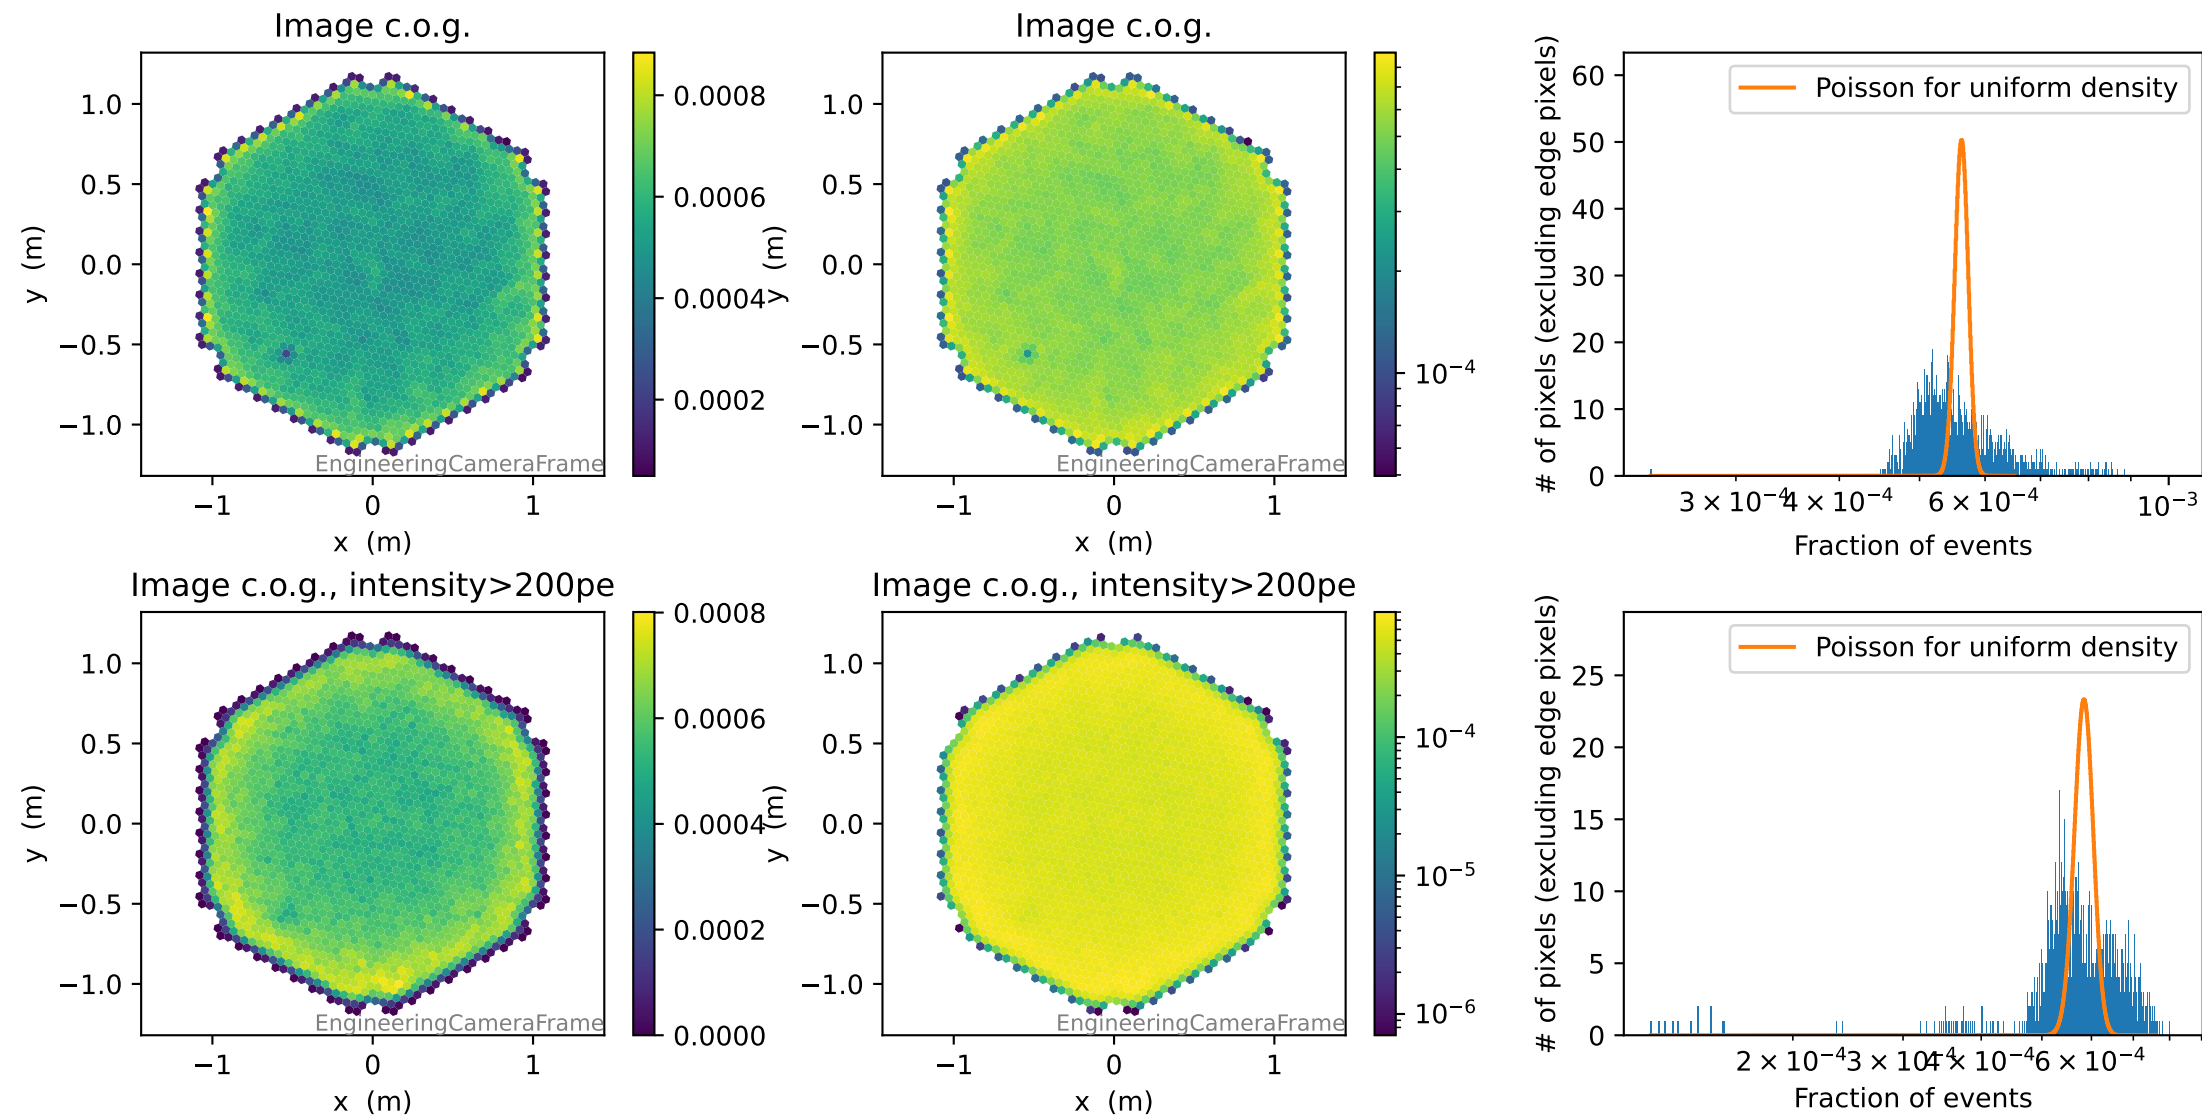 Image c.o.g.
y (m)
1.0
0.5
0.0
−0.5
−1.0
−1
0
1
x (m)
EngineeringCameraFrame
0.0008
0.0006
0.0004
0.0002
Image c.o.g.
y (m)
1.0
0.5
0.0
−0.5
−1.0
−1
0
1
x (m)
EngineeringCameraFrame
10⁻⁴
# of pixels (excluding edge pixels)
60
50
40
30
20
10
0
Poisson for uniform density
3 × 10⁻⁴
4 × 10⁻⁴
6 × 10⁻⁴
10⁻³
Fraction of events
Image c.o.g., intensity>200pe
y (m)
1.0
0.5
0.0
−0.5
−1.0
−1
0
1
x (m)
EngineeringCameraFrame
0.0008
0.0006
0.0004
0.0002
0.0000
Image c.o.g., intensity>200pe
y (m)
1.0
0.5
0.0
−0.5
−1.0
−1
0
1
x (m)
EngineeringCameraFrame
10⁻⁴
10⁻⁵
10⁻⁶
# of pixels (excluding edge pixels)
25
20
15
10
5
0
Poisson for uniform density
2 × 10⁻⁴
3 × 10⁻⁴
4 × 10⁻⁴
6 × 10⁻⁴
Fraction of events